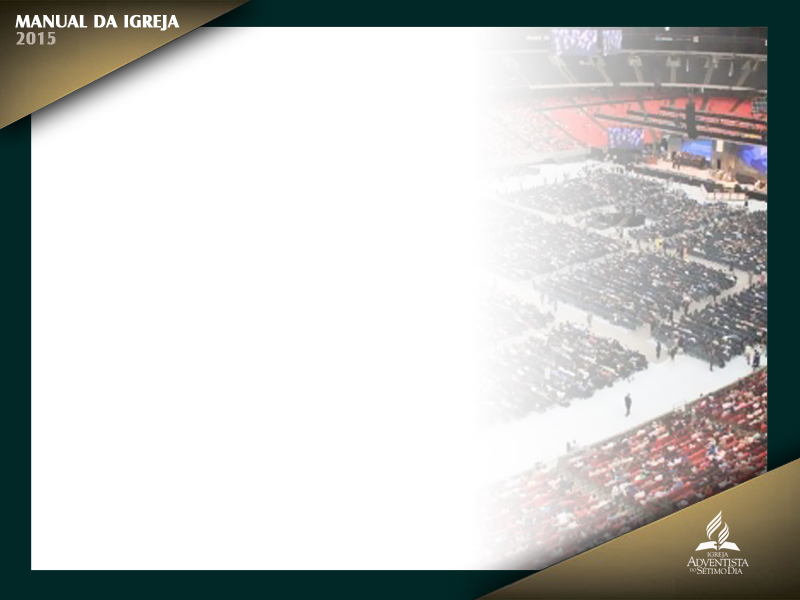 MANUAL DA IGREJA
2015
IGREJA
ADVENTISTA
DO SÉTIMO DIA